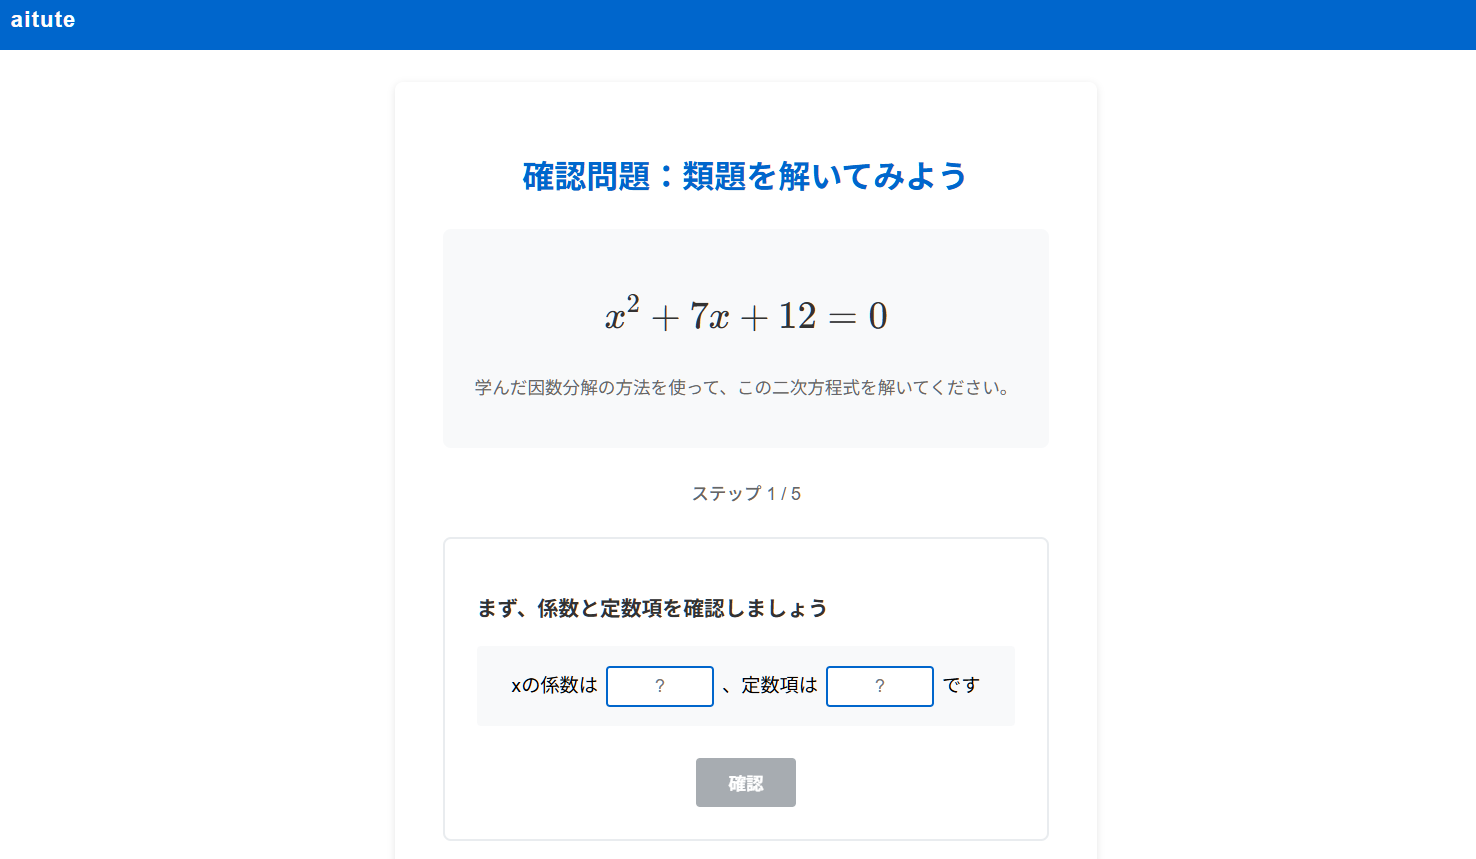 aitute
確認問題：類題を解いてみよう
x² + 7x + 12 = 0
学んだ因数分解の方法を使って、この二次方程式を解いてください。
ステップ 1 / 5
まず、係数と定数項を確認しましょう
xの係数は ? 、定数項は ? です
確認